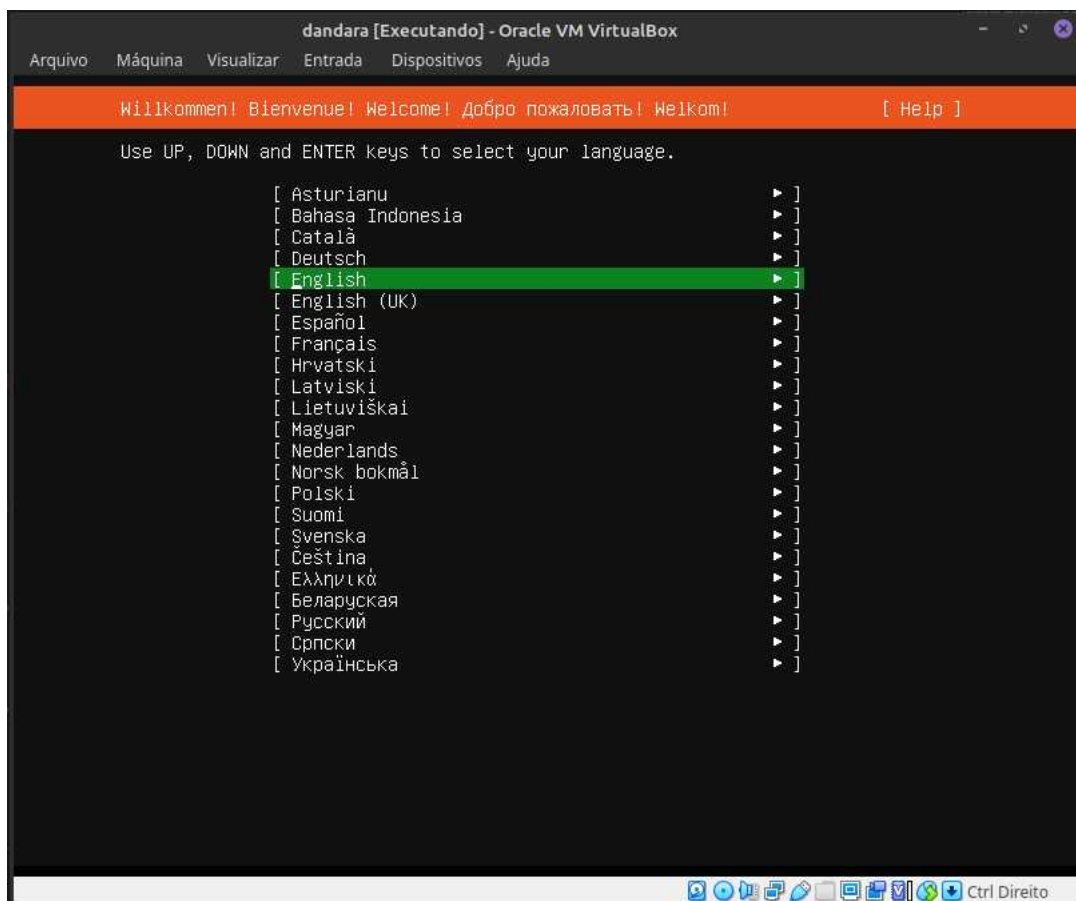 dandara [Executando] - Oracle VM VirtualBox
Arquivo Máquina Visualizar Entrada Dispositivos Ajuda
Willkommen! Bienvenue! Welcome! Добро пожаловать! Welkom! [ Help ]
Use UP, DOWN and ENTER keys to select your language.
[ Asturianu ▸ ]
[ Bahasa Indonesia ▸ ]
[ Català ▸ ]
[ Deutsch ▸ ]
[ English ▸ ]
[ English (UK) ▸ ]
[ Español ▸ ]
[ Français ▸ ]
[ Hrvatski ▸ ]
[ Latviski ▸ ]
[ Lietuviškai ▸ ]
[ Magyar ▸ ]
[ Nederlands ▸ ]
[ Norsk bokmål ▸ ]
[ Polski ▸ ]
[ Suomi ▸ ]
[ Svenska ▸ ]
[ Čeština ▸ ]
[ Ελληνικά ▸ ]
[ Беларуская ▸ ]
[ Русский ▸ ]
[ Српски ▸ ]
[ Українська ▸ ]
Ctrl Direito